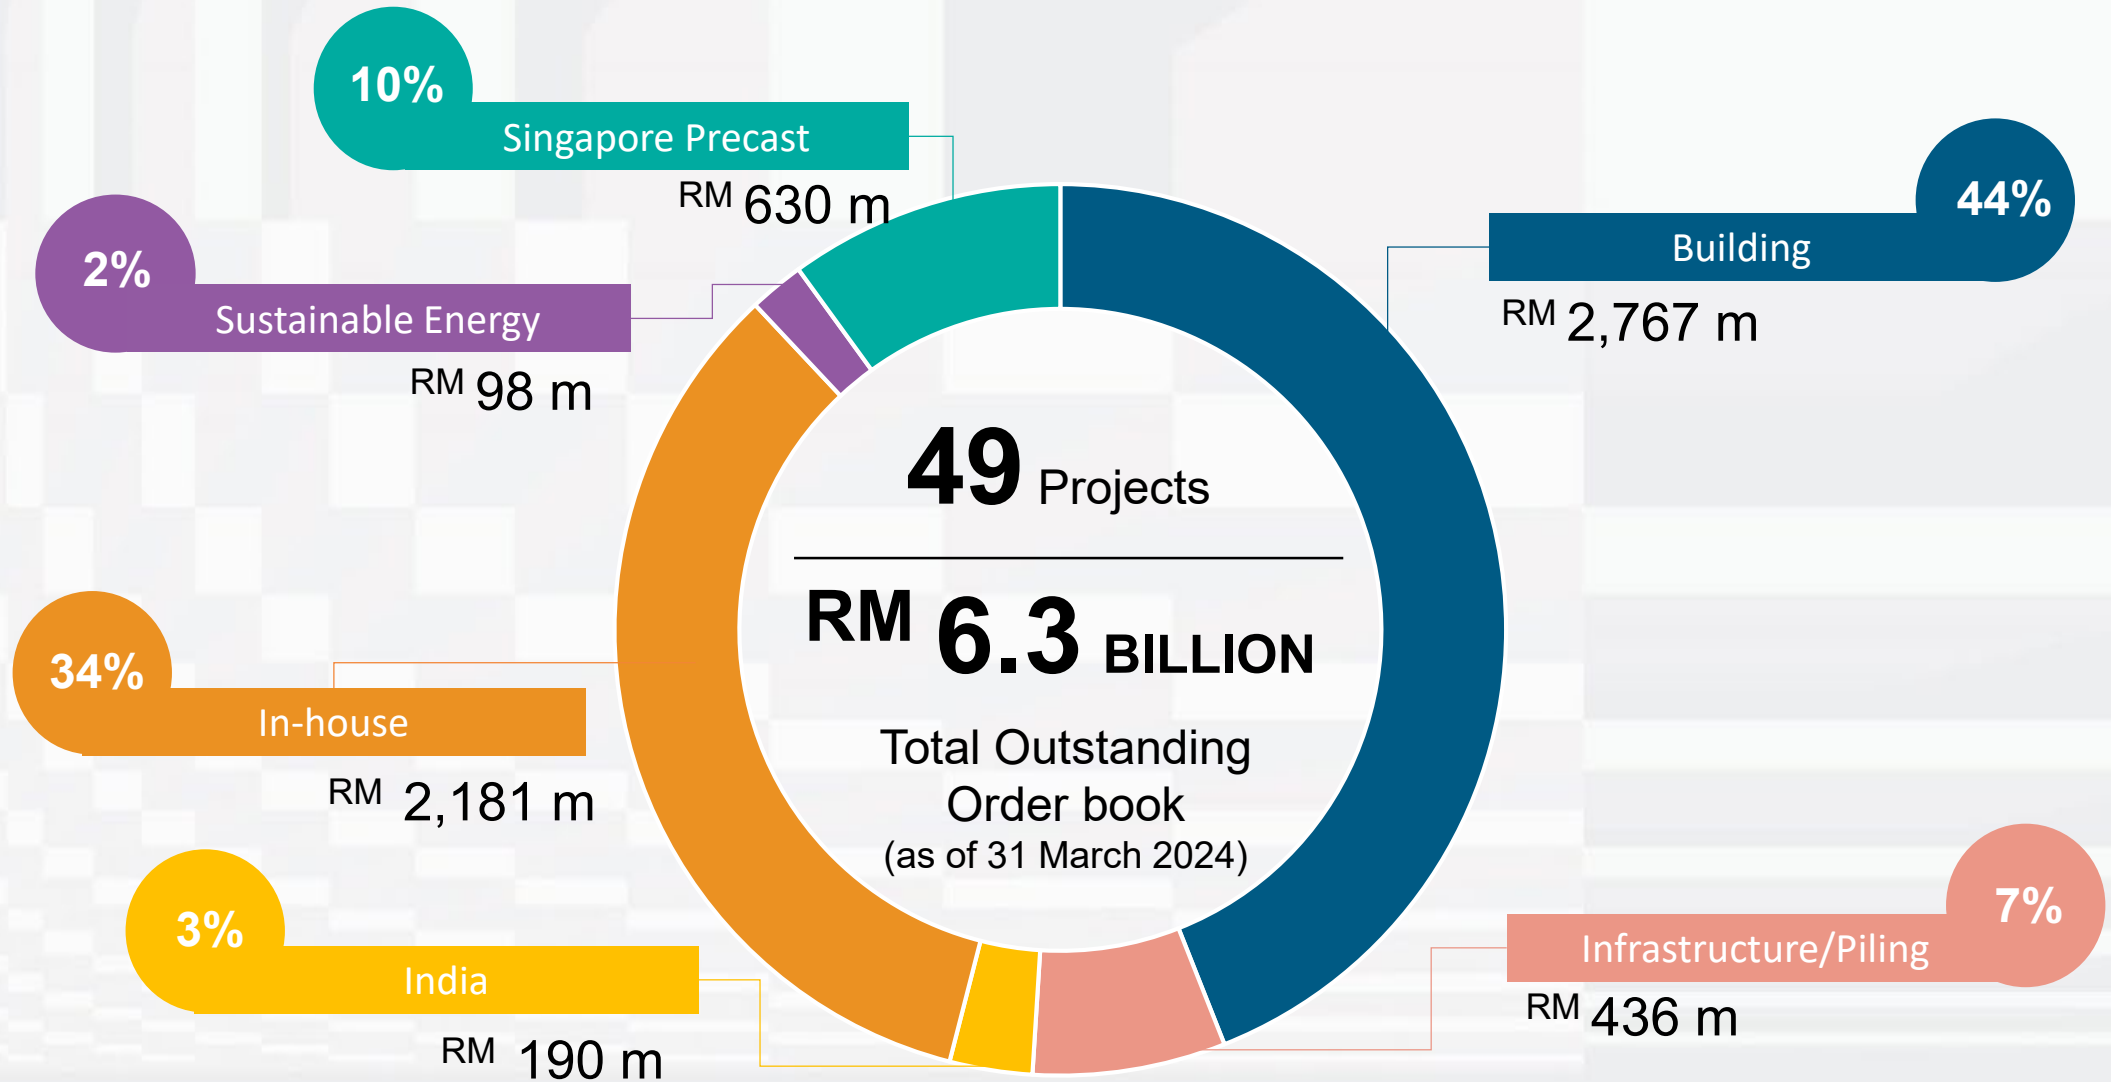 10%
Singapore Precast
RM 630 m
2%
Sustainable Energy
RM 98 m
34%
In-house
RM 2,181 m
3%
India
RM 190 m
49 Projects
RM 6.3 BILLION
Total Outstanding
Order book
(as of 31 March 2024)
44%
Building
RM 2,767 m
7%
Infrastructure/Piling
RM 436 m